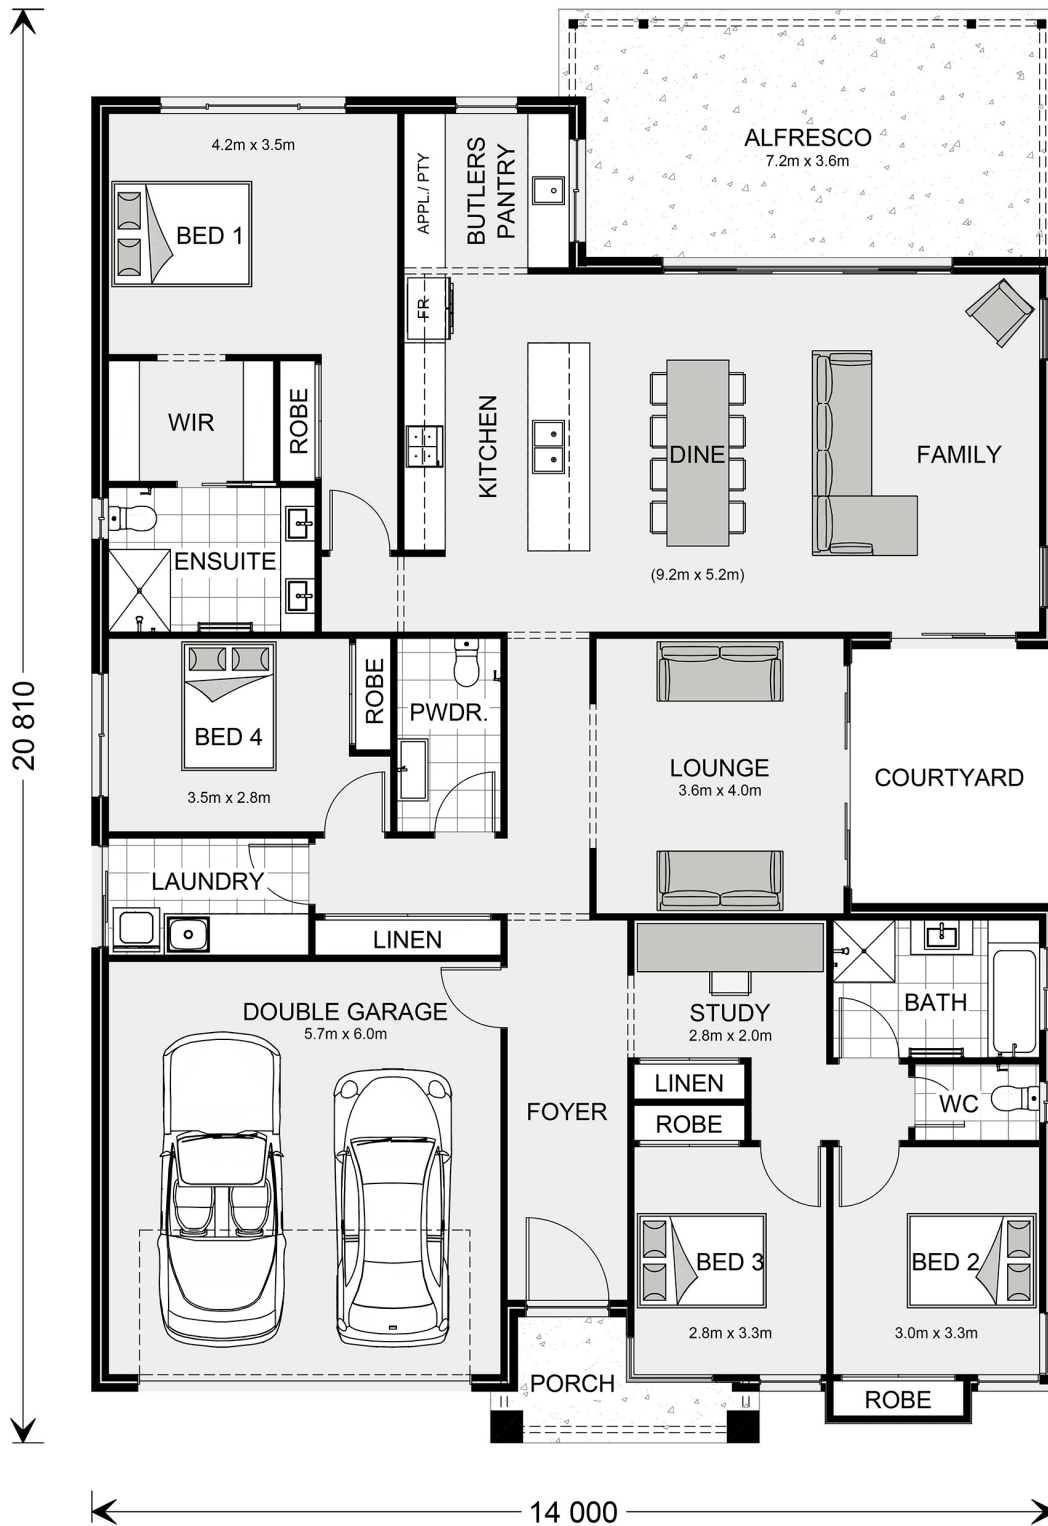 ALFRESCO
7.2m x 3.6m
4.2m x 3.5m
BED 1
APPL./ PTY
BUTLERS
PANTRY
FR
WIR
ROBE
KITCHEN
DINE
FAMILY
ENSUITE
(9.2m x 5.2m)
BED 4
3.5m x 2.8m
ROBE
PWDR.
LOUNGE
3.6m x 4.0m
COURTYARD
20 810
LAUNDRY
LINEN
DOUBLE GARAGE
5.7m x 6.0m
STUDY
2.8m x 2.0m
BATH
LINEN
ROBE
WC
FOYER
BED 3
2.8m x 3.3m
BED 2
3.0m x 3.3m
PORCH
ROBE
14 000